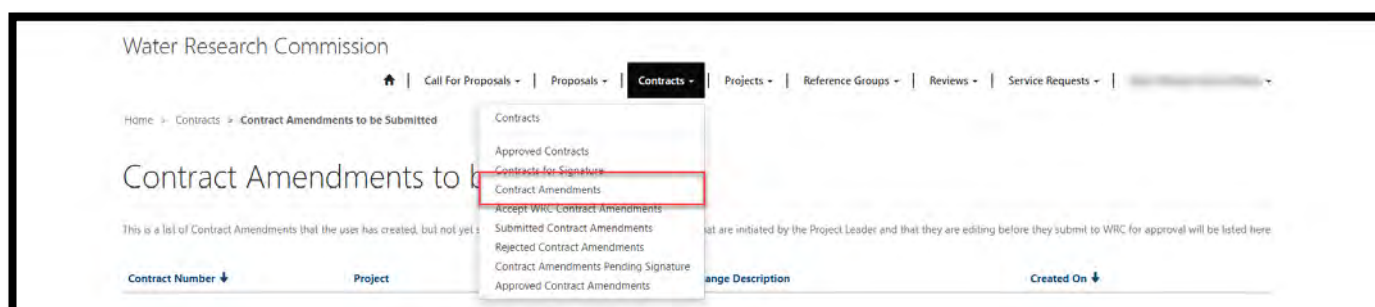 Water Research Commission
Call For Proposals | Proposals | Contracts | Projects | Reference Groups | Reviews | Service Requests |
Home > Contracts > Contract Amendments to be Submitted
Contracts
Approved Contracts
Contract Amendments to b
Contracts for Signature
Contract Amendments
Accept WRC Contract Amendments
This is a list of Contract Amendments that the user has created, but not yet s
Submitted Contract Amendments
at are initiated by the Project Leader and that they are editing before they submit to WRC for approval will be listed here
Rejected Contract Amendments
Contract Amendments Pending Signature
Contract Number Project ange Description Created On
Approved Contract Amendments